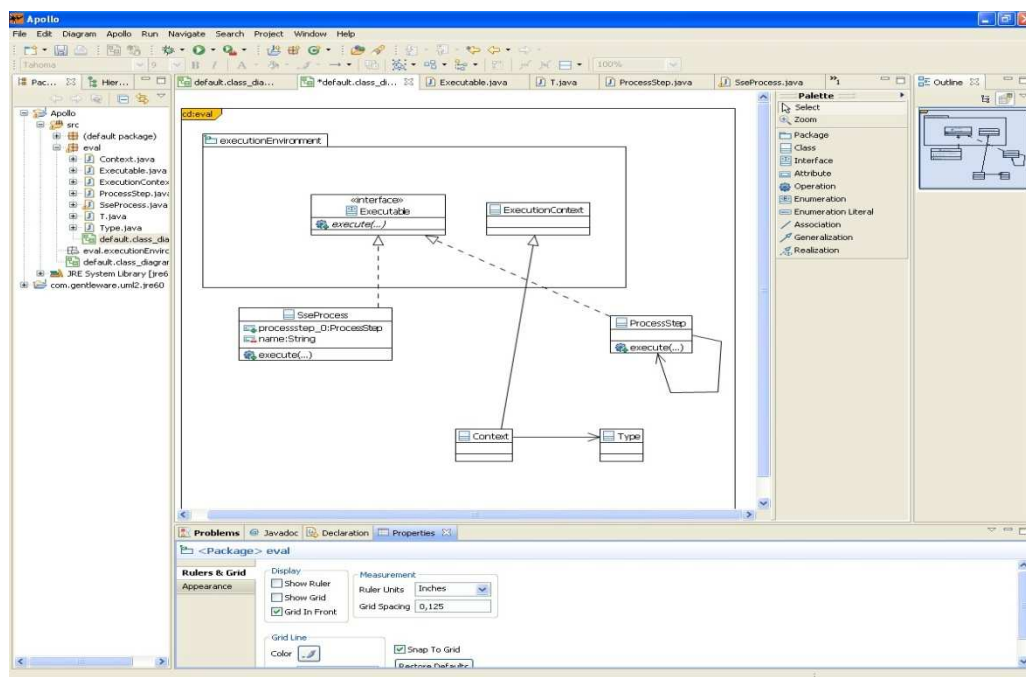 Apollo
File Edit Diagram Apollo Run Navigate Search Project Window Help
Tahoma 9 100%
Pac... Hier...
Apollo
src
(default package)
eval
Context.java
Executable.java
ExecutionContex
ProcessStep.java
SseProcess.java
T.java
Type.java
default.class_dia
eval.executionEnvirc
default.class_diagrar
JRE System Library [jre6
com.gentleware.uml2.jre60
default.class_dia... *default.class_di... Executable.java T.java ProcessStep.java SseProcess.java »1
cd:eval
executionEnvironment
«interface»
Executable
execute(...)
ExecutionContext
SseProcess
processstep_0:ProcessStep
name:String
execute(...)
ProcessStep
execute(...)
Context
Type
Palette
Select
Zoom
Package
Class
Interface
Attribute
Operation
Enumeration
Enumeration Literal
Association
Generalization
Realization
Outline
Problems Javadoc Declaration Properties
<Package> eval
Rulers & Grid
Appearance
Display
Show Ruler
Show Grid
Grid In Front
Measurement
Ruler Units Inches
Grid Spacing 0,125
Grid Line
Color
Snap To Grid
Restore Defaults